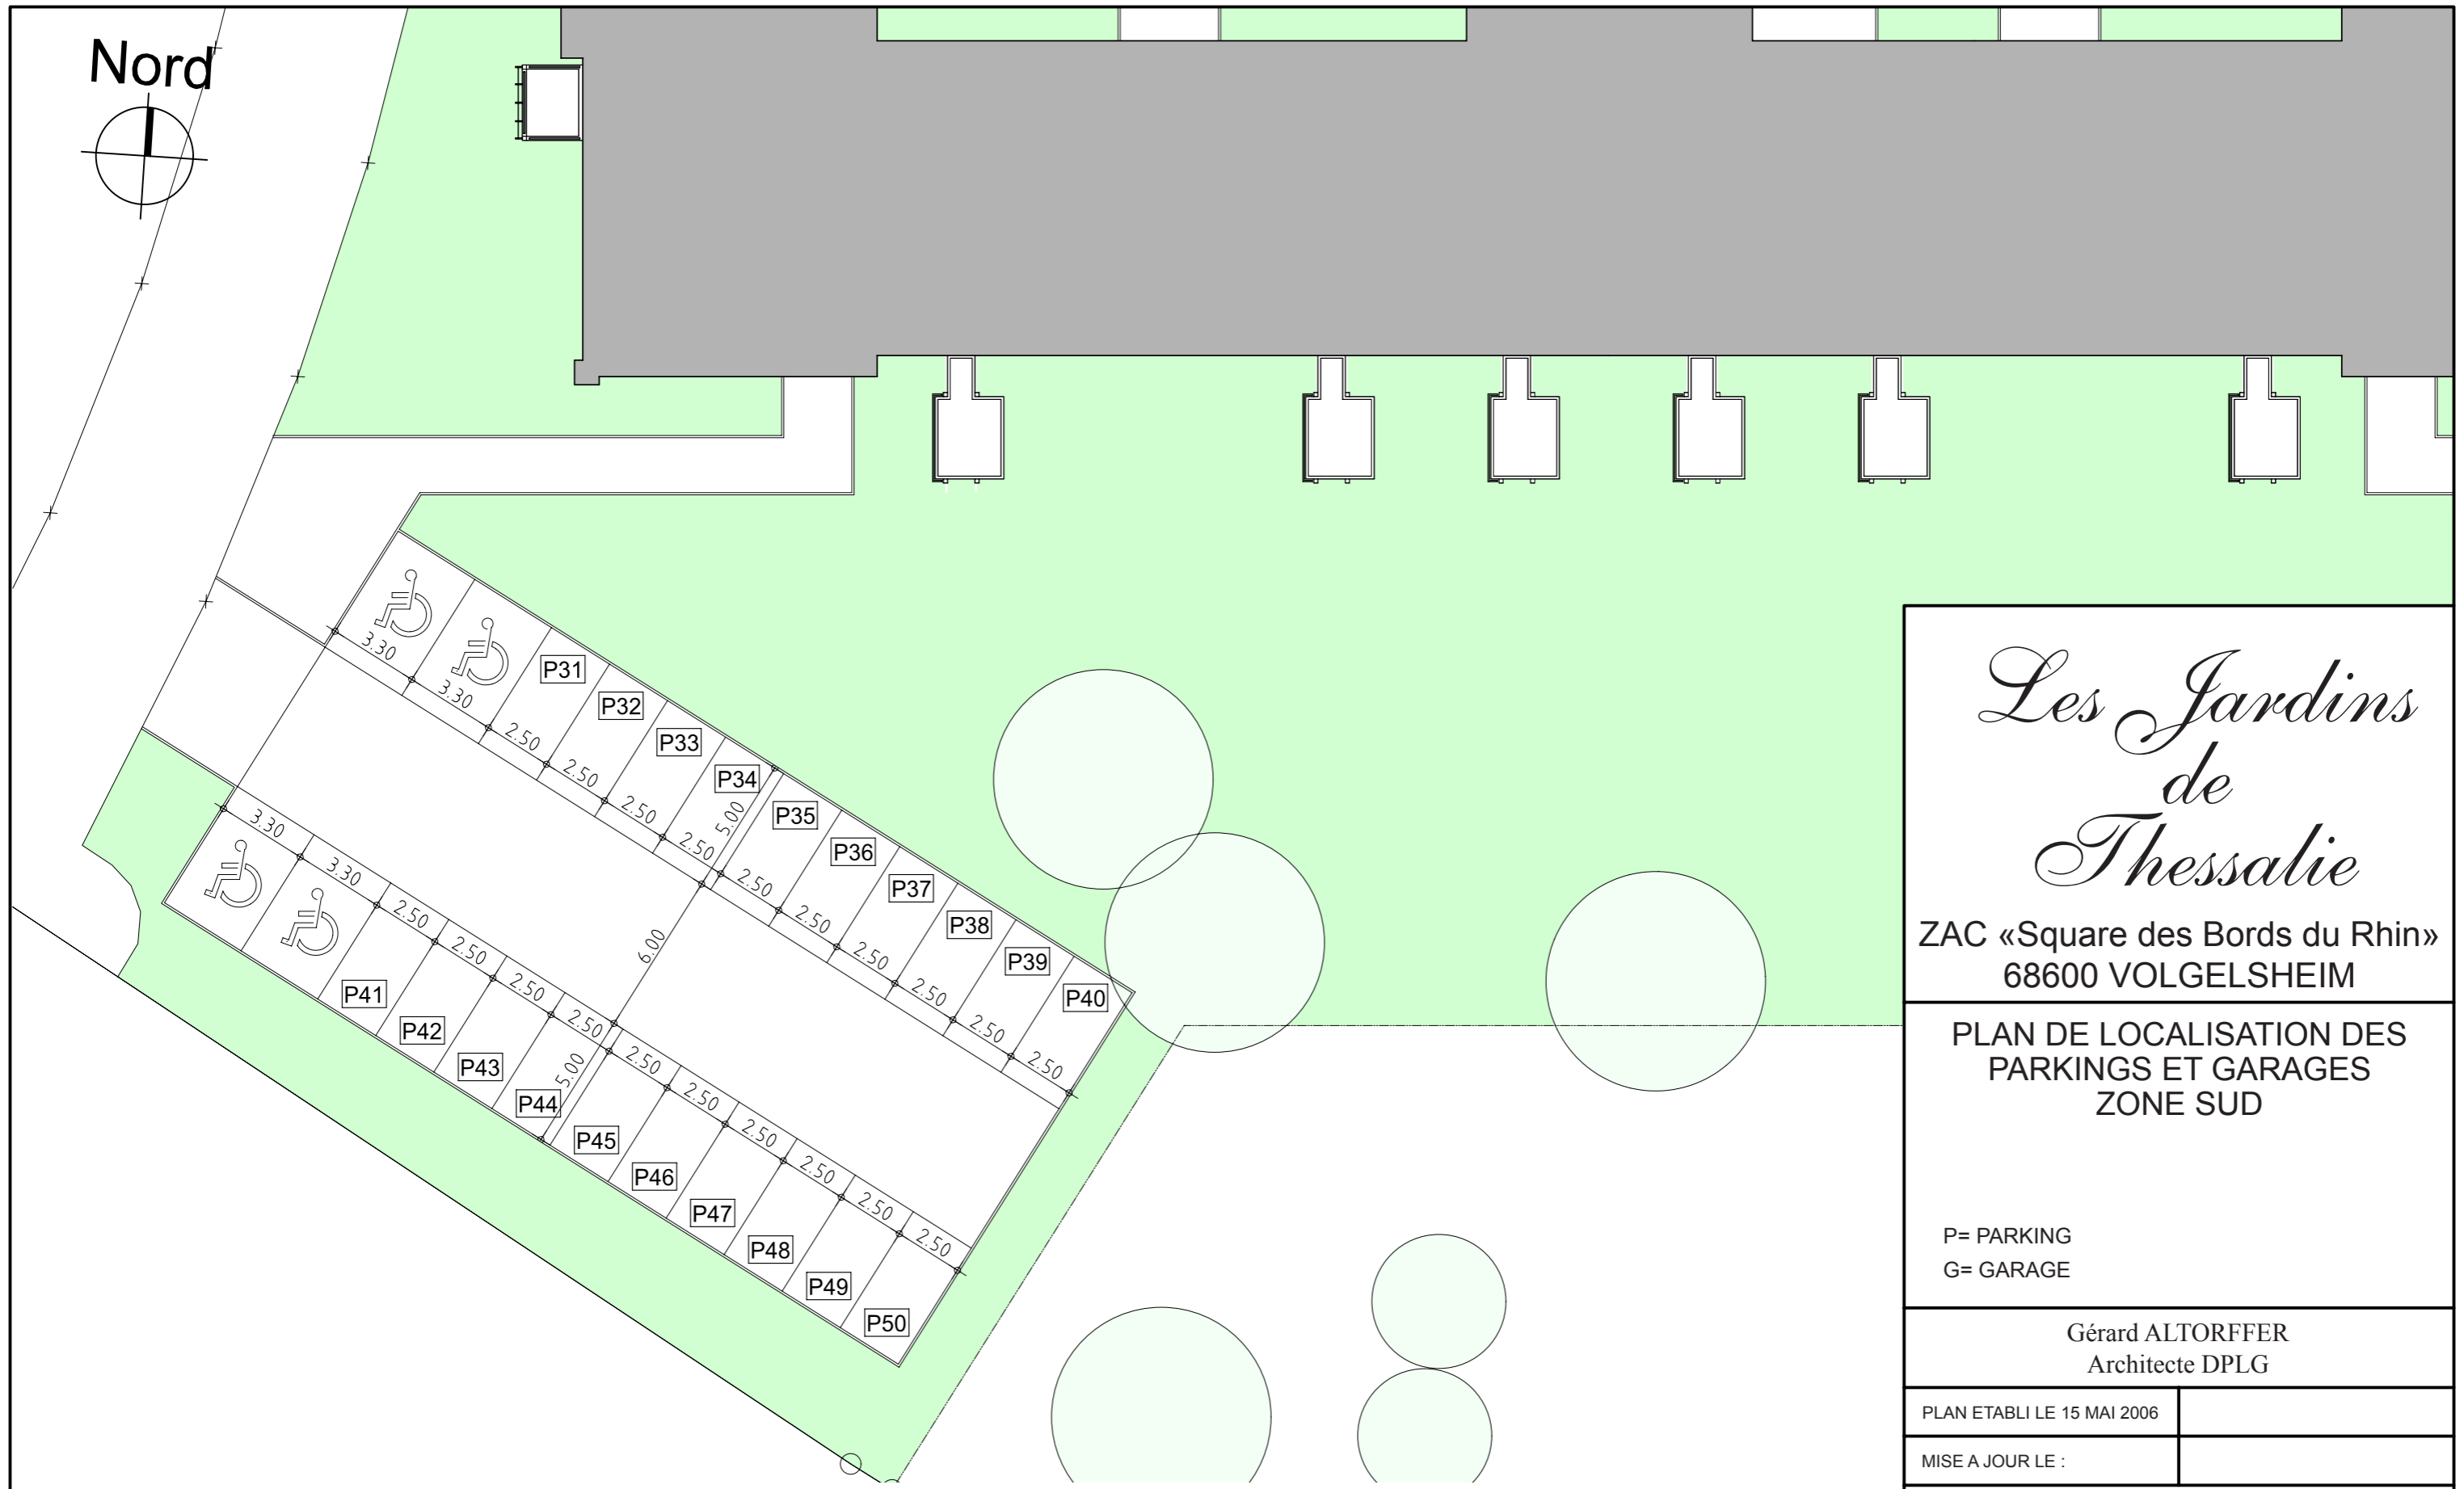 Nord
3.30
3.30
2.50
2.50
2.50
2.50
2.50
2.50
2.50
2.50
2.50
2.50
P31
P32
P33
P34
P35
P36
P37
P38
P39
P40
5.00
6.00
5.00
3.30
3.30
2.50
2.50
2.50
2.50
2.50
2.50
2.50
2.50
2.50
2.50
P41
P42
P43
P44
P45
P46
P47
P48
P49
P50
Les Jardins
de
Thessalie
ZAC «Square des Bords du Rhin»
68600 VOLGELSHEIM
PLAN DE LOCALISATION DES
PARKINGS ET GARAGES
ZONE SUD
P= PARKING
G= GARAGE
Gérard ALTORFFER
Architecte DPLG
PLAN ETABLI LE 15 MAI 2006
MISE A JOUR LE :